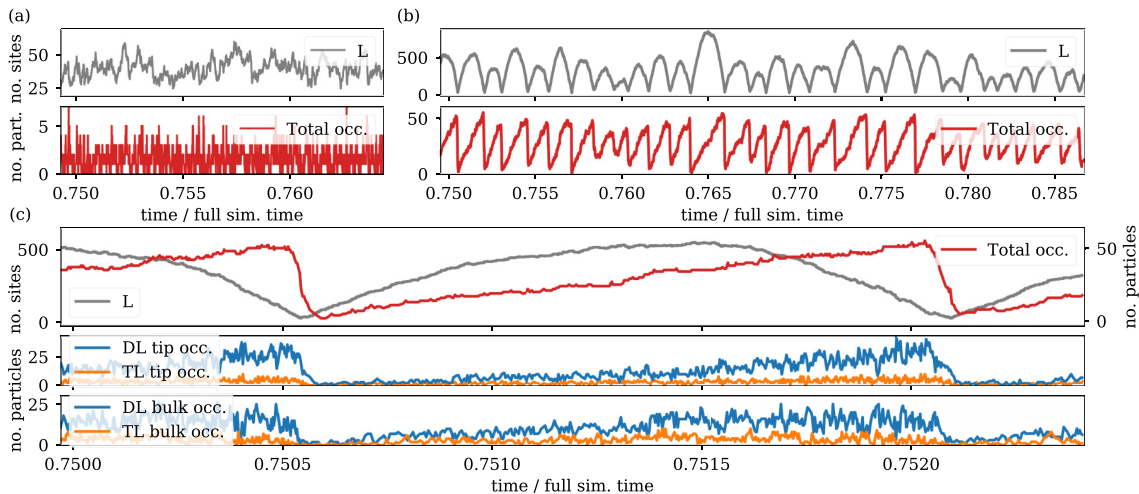 (a)
no. sites
50
25
L
no. part.
5
0
Total occ.
0.750 0.755 0.760
time / full sim. time
(b)
500
0
L
50
0
Total occ.
0.750 0.755 0.760 0.765 0.770 0.775 0.780 0.785
time / full sim. time
(c)
no. sites
500
0
L
Total occ.
50
0
no. particles
no. particles
25
0
DL tip occ.
TL tip occ.
no. particles
25
0
DL bulk occ.
TL bulk occ.
0.7500 0.7505 0.7510 0.7515 0.7520
time / full sim. time